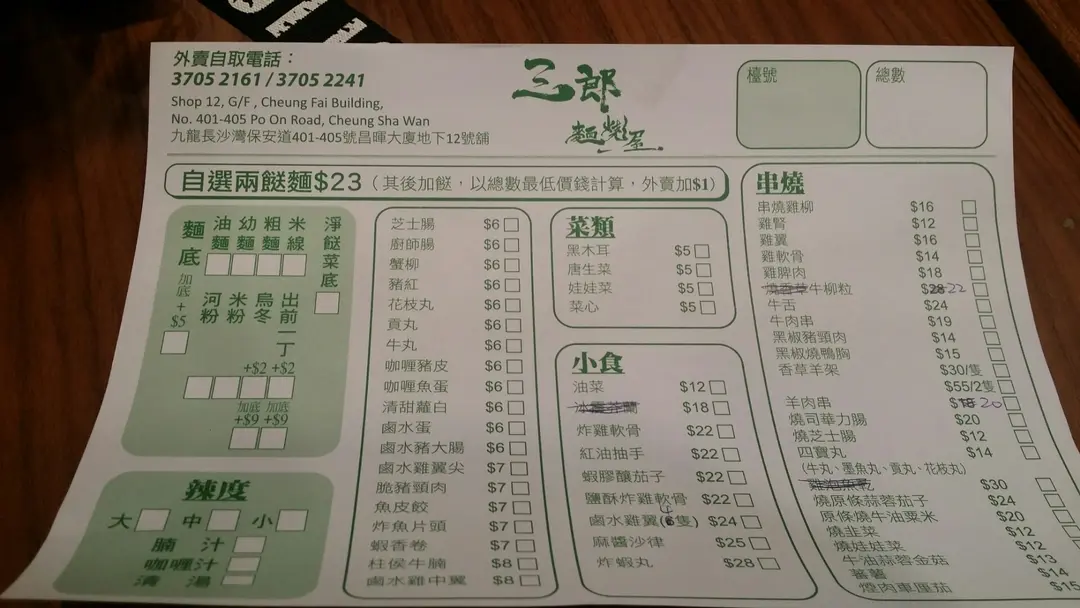 外賣自取電話：
3705 2161 / 3705 2241
Shop 12, G/F , Cheung Fai Building,
No. 401-405 Po On Road, Cheung Sha Wan
九龍長沙灣保安道401-405號昌暉大廈地下12號舖
三郎
麵燒蛋
檯號
總數
自選兩餸麵$23（其後加餸，以總數最低價錢計算，外賣加$1）
麵底
加底+$5
油麵
幼麵
粗麵
米線
淨餸菜底
河粉
米粉
烏冬
出前一丁
+$2 +$2
加底 加底
+$9 +$9
辣度
大 中 小
腩汁
咖喱汁
清湯
芝士腸 $6
廚師腸 $6
蟹柳 $6
豬紅 $6
花枝丸 $6
貢丸 $6
牛丸 $6
咖喱豬皮 $6
咖喱魚蛋 $6
清甜蘿白 $6
鹵水蛋 $6
鹵水豬大腸 $6
鹵水雞翼尖 $7
脆豬頸肉 $7
魚皮餃 $7
炸魚片頭 $7
蝦香卷 $7
柱侯牛腩 $8
鹵水雞中翼 $8
菜類
黑木耳 $5
唐生菜 $5
娃娃菜 $5
菜心 $5
小食
油菜 $12
$18
炸雞軟骨 $22
紅油抽手 $22
蝦膠釀茄子 $22
鹽酥炸雞軟骨 $22
鹵水雞翼(6隻) $24
麻醬沙律 $25
炸蝦丸 $28
串燒
串燒雞柳 $16
雞腎 $12
雞翼 $16
雞軟骨 $14
雞脾肉 $18
燒香草牛柳粒 $28 22
牛舌 $24
牛肉串 $19
黑椒豬頸肉 $14
黑椒燒鴨胸 $15
香草羊架 $30/隻
$55/2隻
羊肉串 $18 20
燒司華力腸 $20
燒芝士腸 $12
四寶丸 $14
(牛丸、墨魚丸、貢丸、花枝丸)
$30
燒原條蒜蓉茄子 $24
原條燒牛油粟米 $20
燒韭菜 $12
燒娃娃菜 $12
牛油蒜蓉金菇 $13
蕃薯 $14
煙肉車厘茄 $15